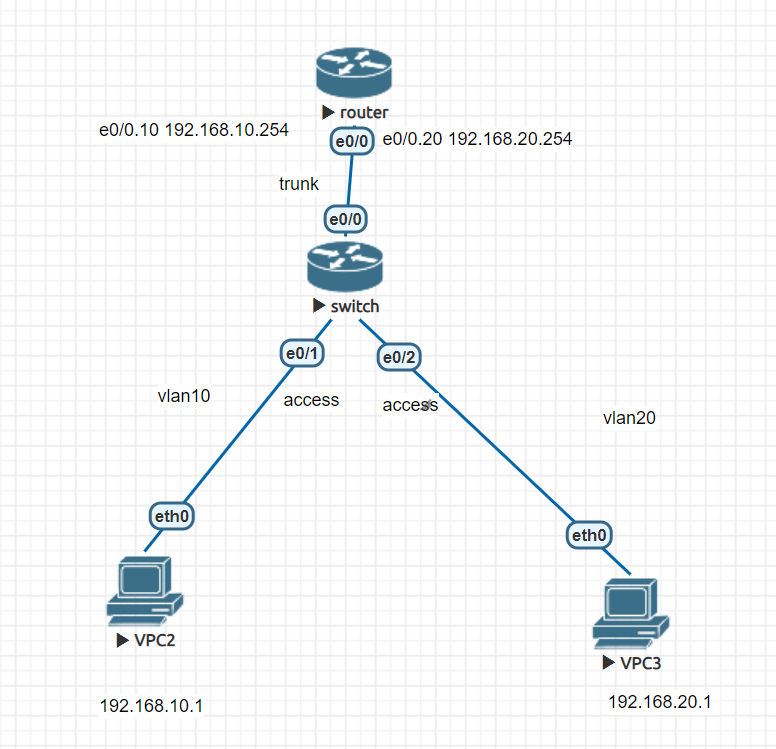 router
e0/0.10 192.168.10.254
e0/0
e0/0.20 192.168.20.254
trunk
e0/0
switch
e0/1
e0/2
vlan10
access
access
vlan20
eth0
eth0
VPC2
VPC3
192.168.10.1
192.168.20.1